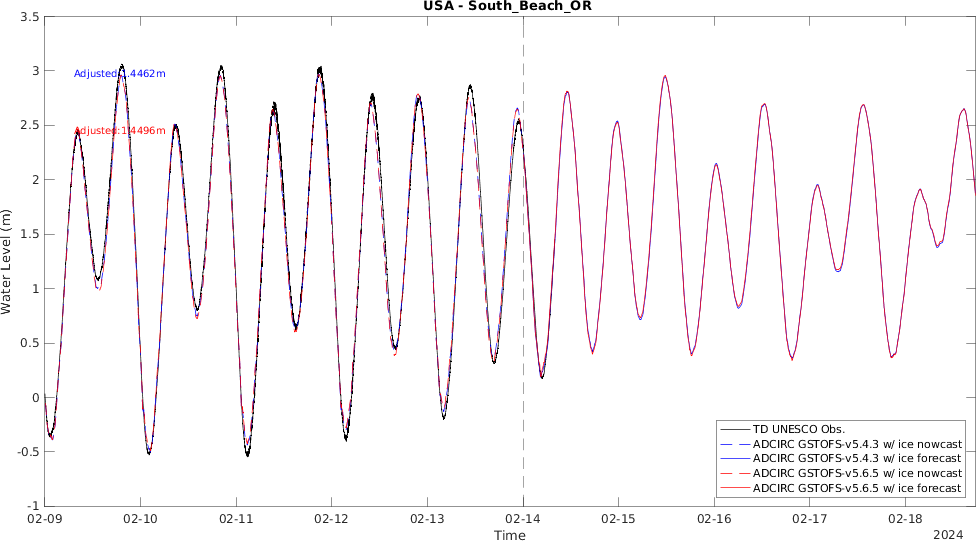 USA - South_Beach_OR
3.5
3
2.5
2
1.5
1
0.5
0
-0.5
-1
Water Level (m)
Adjusted:1.4462m
Adjusted:1.4496m
TD UNESCO Obs.
ADCIRC GSTOFS-v5.4.3 w/ ice nowcast
ADCIRC GSTOFS-v5.4.3 w/ ice forecast
ADCIRC GSTOFS-v5.6.5 w/ ice nowcast
ADCIRC GSTOFS-v5.6.5 w/ ice forecast
02-09 02-10 02-11 02-12 02-13 02-14 02-15 02-16 02-17 02-18
Time
2024